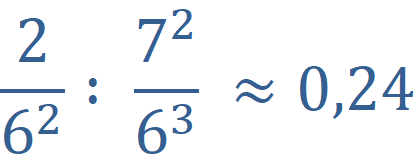 2/6² : 7²/6³ ≈ 0,24